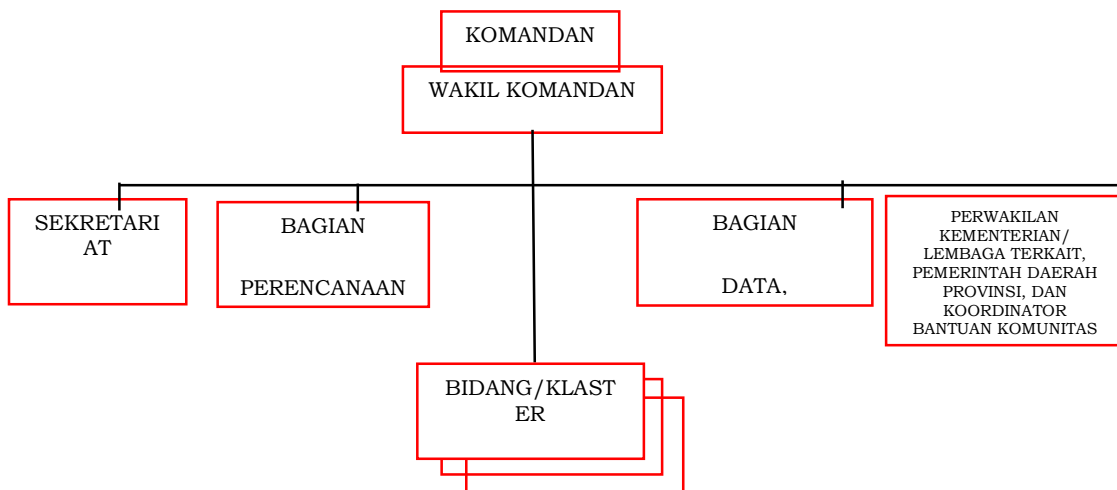 KOMANDAN
WAKIL KOMANDAN
SEKRETARI
AT
BAGIAN
PERENCANAAN
BAGIAN
DATA,
PERWAKILAN
KEMENTERIAN/
LEMBAGA TERKAIT,
PEMERINTAH DAERAH
PROVINSI, DAN
KOORDINATOR
BANTUAN KOMUNITAS
BIDANG/KLAST
ER